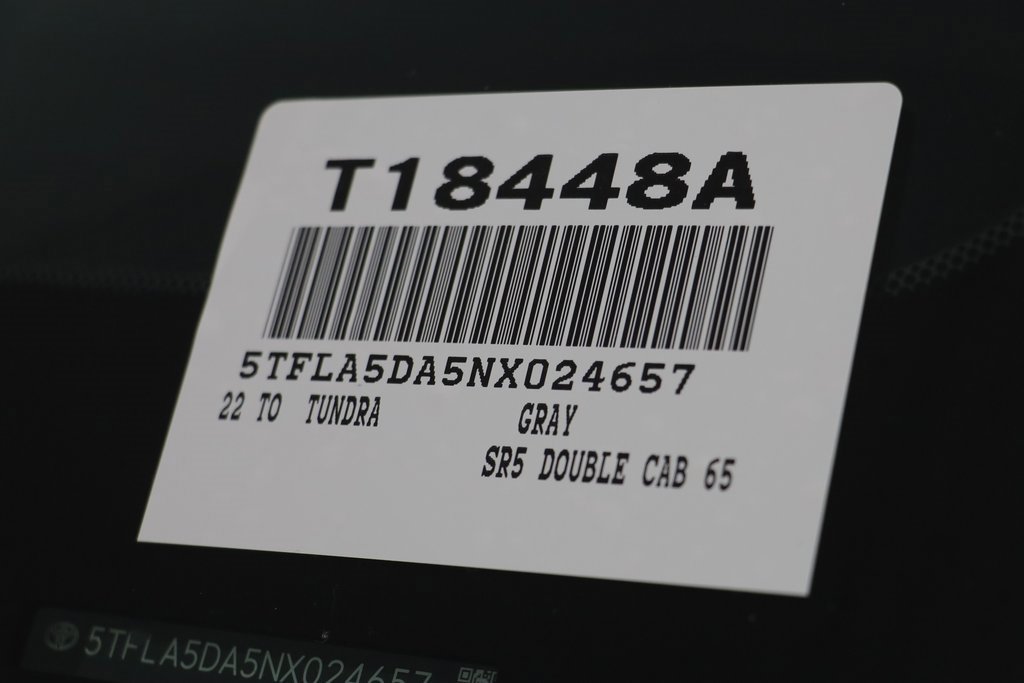 T18448A
5TFLA5DA5NX024657
22 TO TUNDRA GRAY
SR5 DOUBLE CAB 65
5TFLA5DA5NX024657